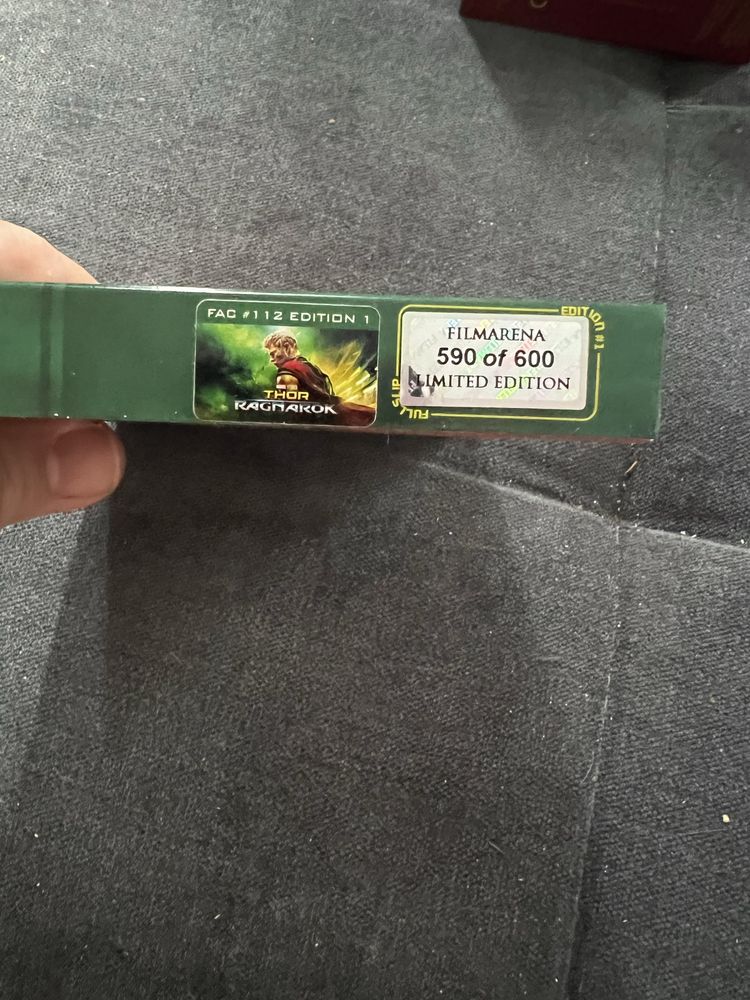 FAC #112 EDITION 1
THOR
RAGNAROK
FILMARENA
590 of 600
LIMITED EDITION
FULL SLIP
EDITION #1